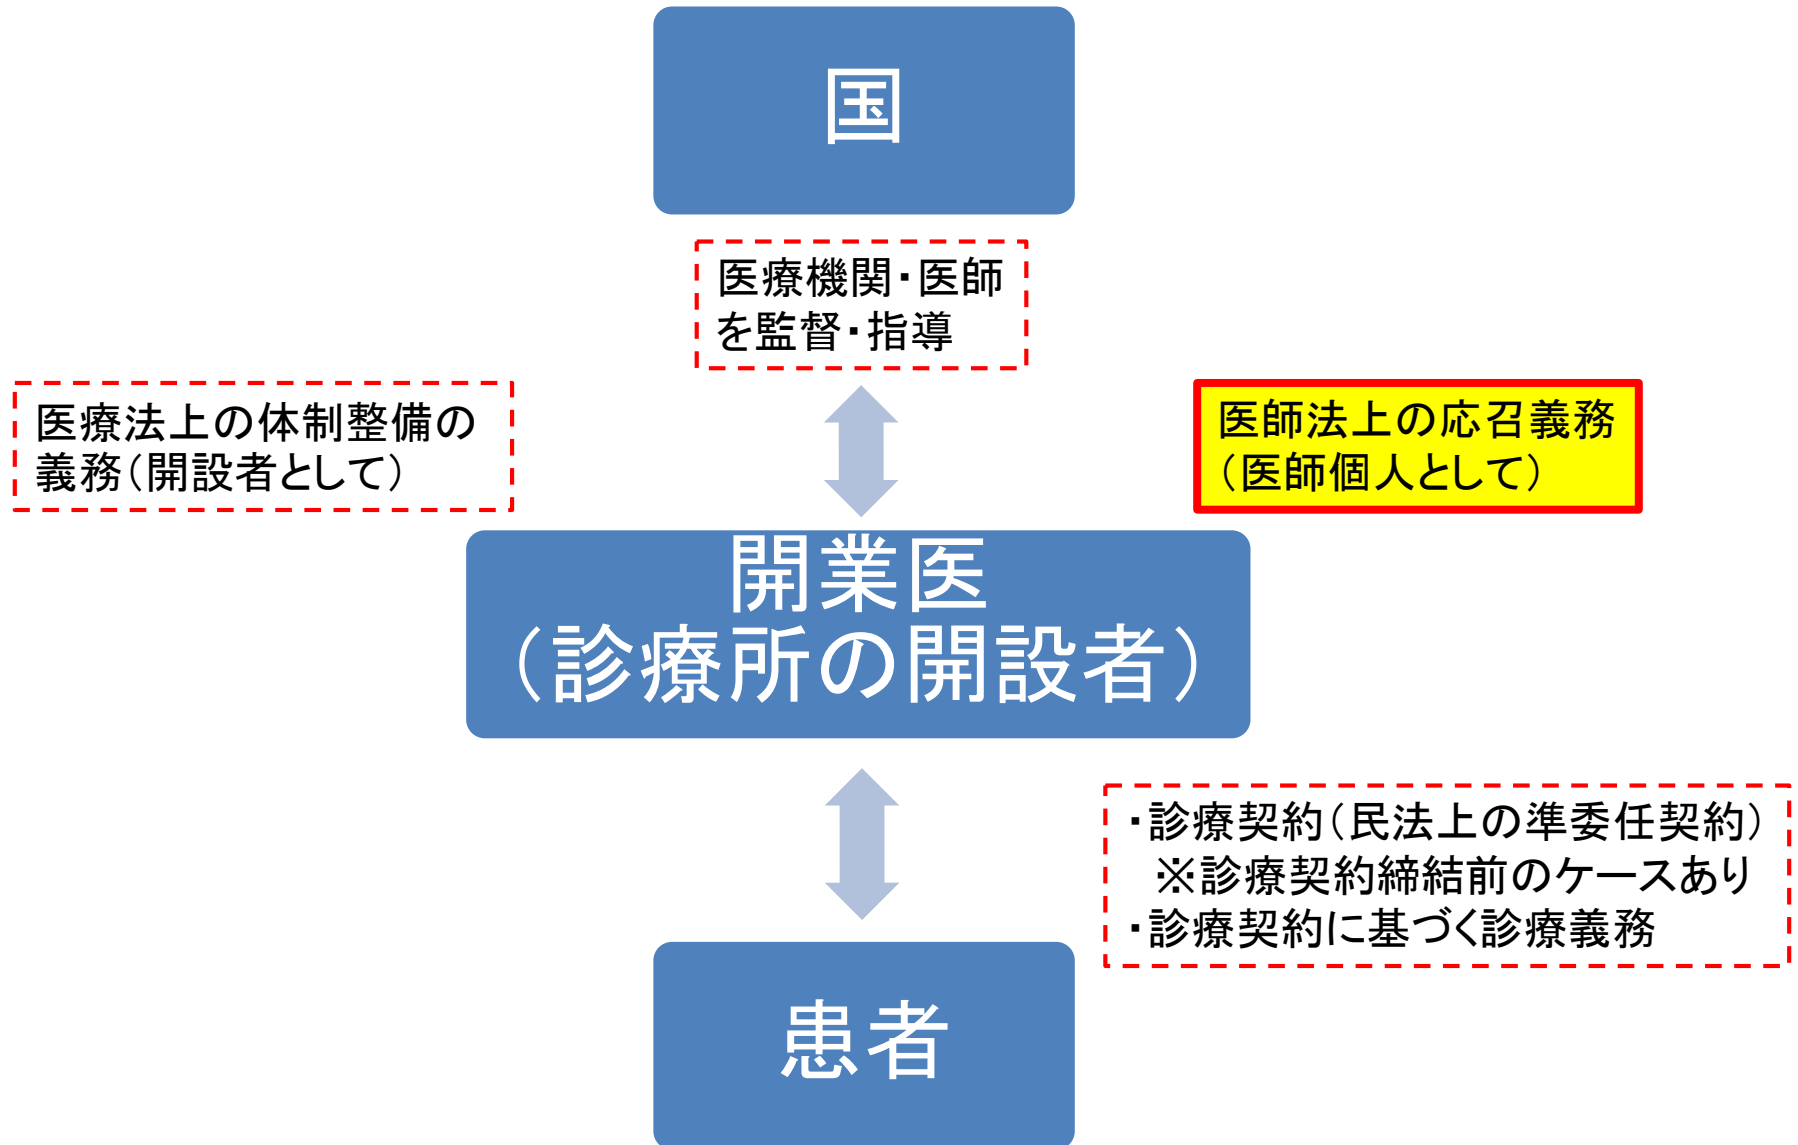 国
医療機関・医師
を監督・指導
医療法上の体制整備の
義務（開設者として）
医師法上の応召義務
（医師個人として）
開業医
（診療所の開設者）
・診療契約（民法上の準委任契約）
※診療契約締結前のケースあり
・診療契約に基づく診療義務
患者